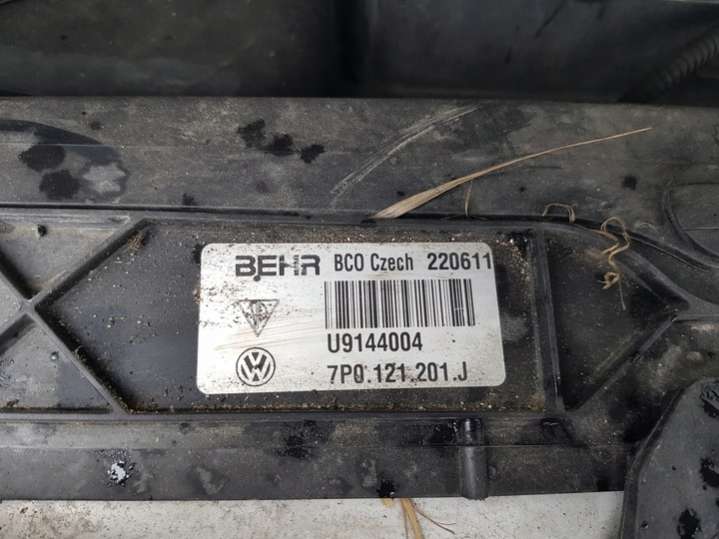 BEHR BCO Czech 220611
U9144004
7P0.121.201.J